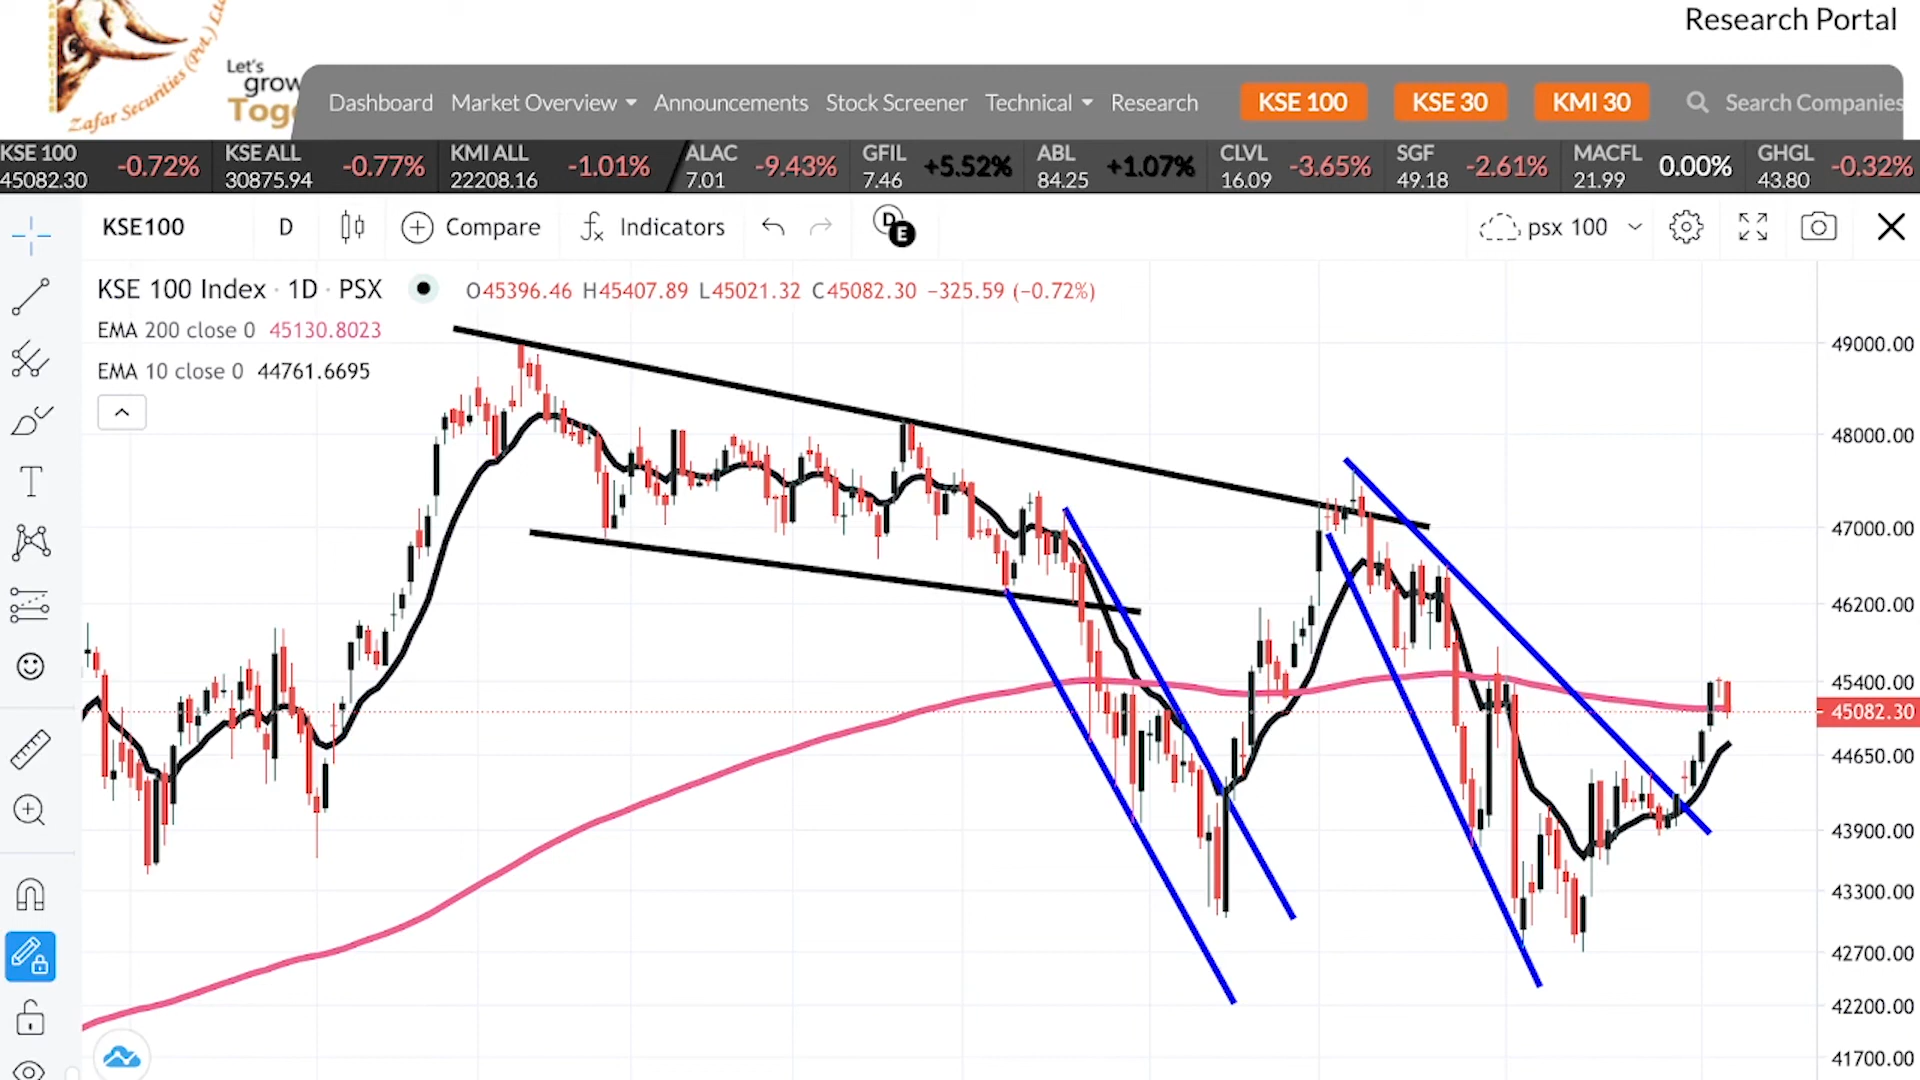 Research Portal
Zafar Securities (Pvt.) Lt
Let's
grow
Tog
Dashboard Market Overview Announcements Stock Screener Technical Research KSE 100 KSE 30 KMI 30 Search Companies
KSE 100 45082.30 -0.72%
KSE ALL 30875.94 -0.77%
KMI ALL 22208.16 -1.01%
ALAC 7.01 -9.43%
GFIL 7.46 +5.52%
ABL 84.25 +1.07%
CLVL 16.09 -3.65%
SGF 49.18 -2.61%
MACFL 21.99 0.00%
GHGL 43.80 -0.32%
KSE100 D Compare Indicators D E psx 100
KSE 100 Index · 1D · PSX O45396.46 H45407.89 L45021.32 C45082.30 −325.59 (−0.72%)
EMA 200 close 0 45130.8023
EMA 10 close 0 44761.6695
49000.00
48000.00
47000.00
46200.00
45400.00
45082.30
44650.00
43900.00
43300.00
42700.00
42200.00
41700.00